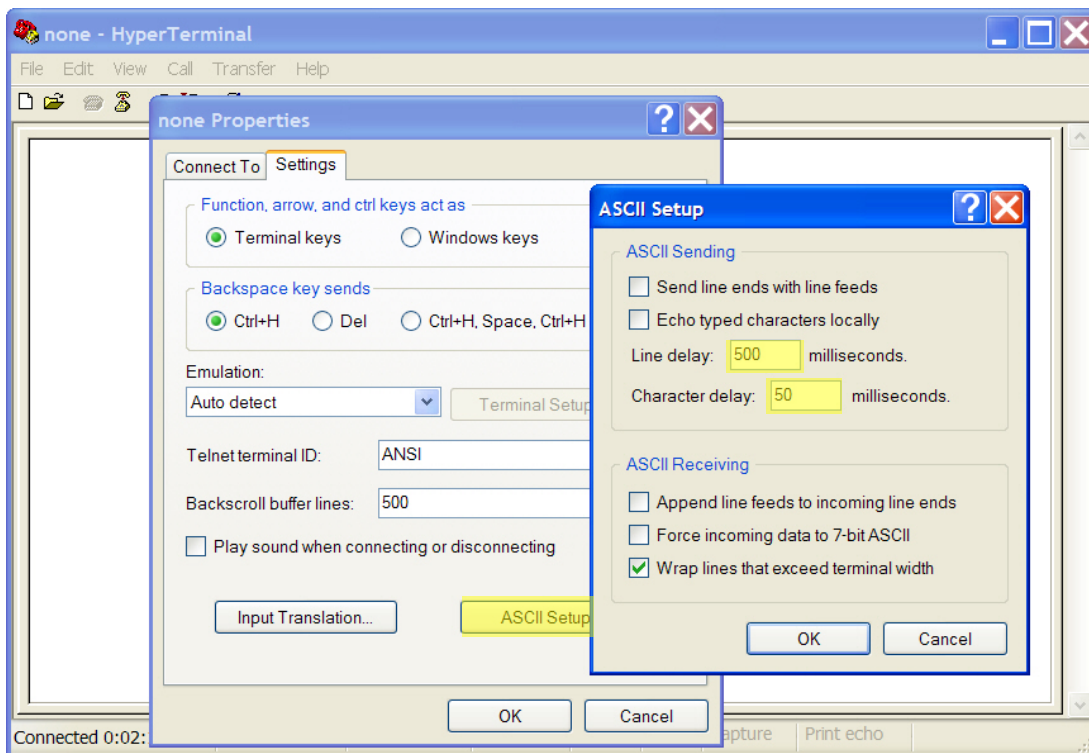 none - HyperTerminal
File Edit View Call Transfer Help
none Properties
Connect To Settings
Function, arrow, and ctrl keys act as
Terminal keys Windows keys
Backspace key sends
Ctrl+H Del Ctrl+H, Space, Ctrl+H
Emulation:
Auto detect Terminal Setup
Telnet terminal ID: ANSI
Backscroll buffer lines: 500
Play sound when connecting or disconnecting
Input Translation... ASCII Setup
OK Cancel
ASCII Setup
ASCII Sending
Send line ends with line feeds
Echo typed characters locally
Line delay: 500 milliseconds.
Character delay: 50 milliseconds.
ASCII Receiving
Append line feeds to incoming line ends
Force incoming data to 7-bit ASCII
Wrap lines that exceed terminal width
OK Cancel
Connected 0:02: Print echo